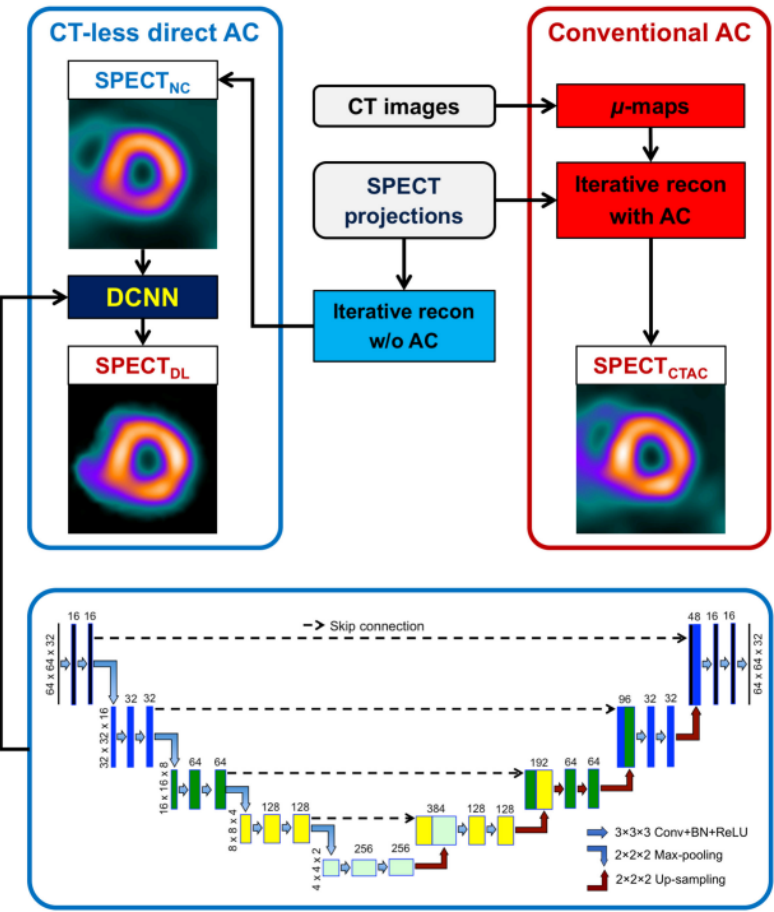 CT-less direct AC
SPECT_NC
DCNN
SPECT_DL
CT images
SPECT
projections
Iterative recon
w/o AC
Conventional AC
μ-maps
Iterative recon
with AC
SPECT_CTAC
64 x 64 x 32
16 16
Skip connection
48 16 16
64 x 64 x 32
32 x 32 x 16
32 32
96 32 32
16 x 16 x 8
64 64
192 64 64
8 x 8 x 4
128 128
384 128 128
4 x 4 x 2
256 256
3×3×3 Conv+BN+ReLU
2×2×2 Max-pooling
2×2×2 Up-sampling